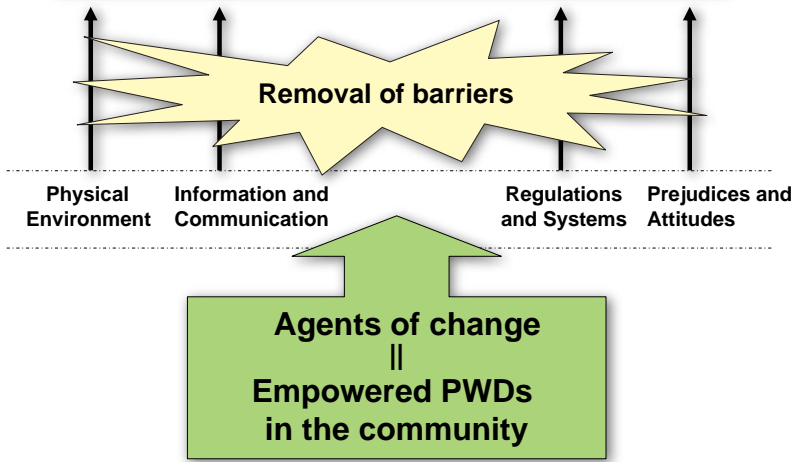 Removal of barriers
Physical
Environment
Information and
Communication
Regulations
and Systems
Prejudices and
Attitudes
Agents of change
||
Empowered PWDs
in the community